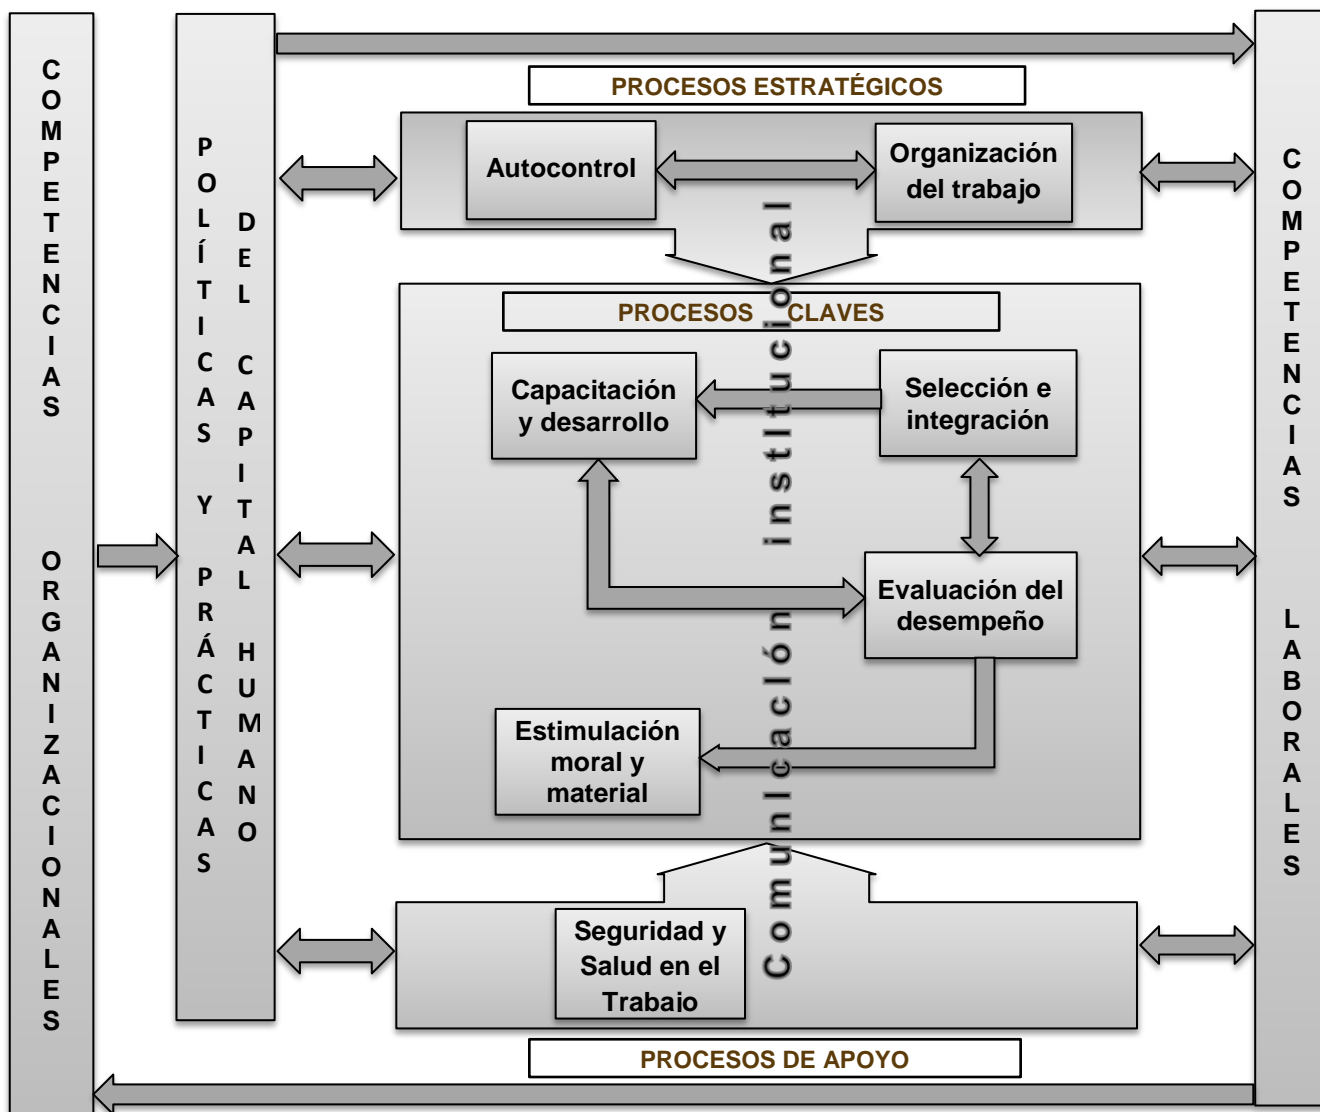 COMPETENCIAS ORGANIZACIONALES
POLÍTICAS Y PRÁCTICAS
DEL CAPITAL HUMANO
PROCESOS ESTRATÉGICOS
Autocontrol
Organización
del trabajo
PROCESOS CLAVES
Capacitación
y desarrollo
Selección e
integración
Evaluación del
desempeño
Estimulación
moral y
material
Comunicación institucional
Seguridad y
Salud en el
Trabajo
PROCESOS DE APOYO
COMPETENCIAS LABORALES